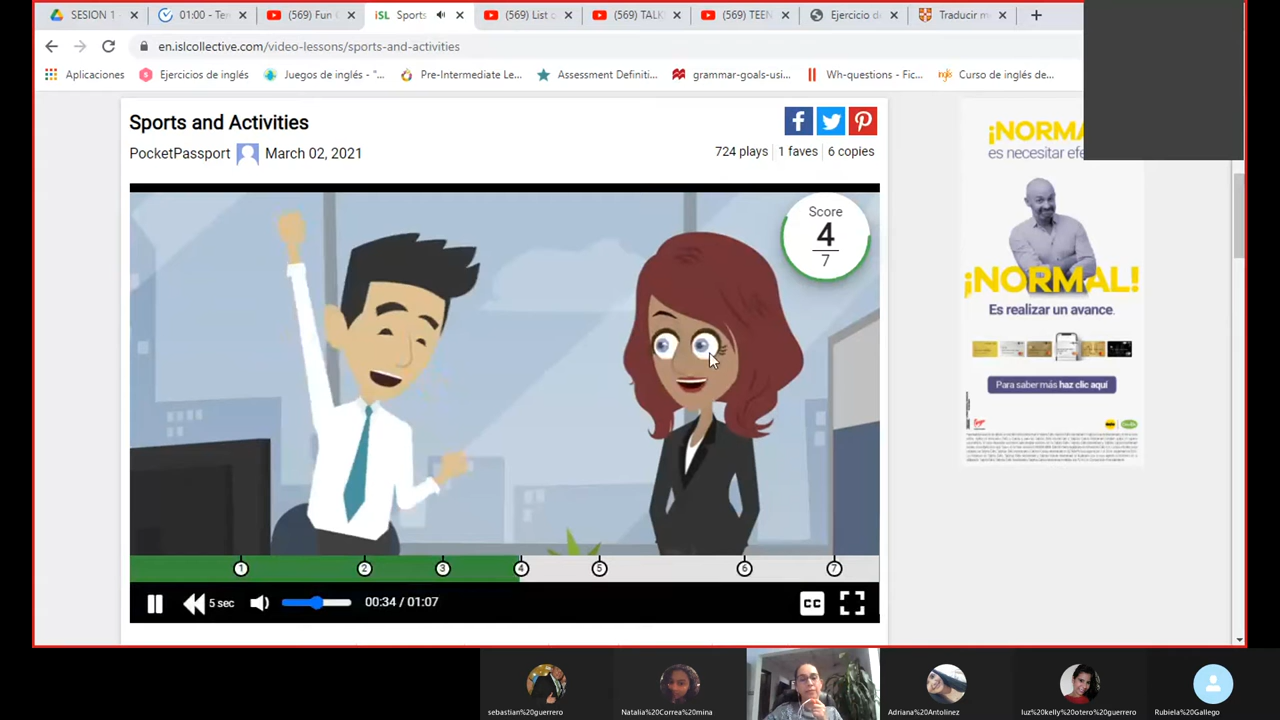 SESION 1 -
01:00 - Te
(569) Fun
iSL Sports
(569) List c
(569) TALK
(569) TEEN
Ejercicio d
Traducir m
en.islcollective.com/video-lessons/sports-and-activities
Aplicaciones
Ejercicios de inglés
Juegos de inglés - "...
Pre-Intermediate Le...
Assessment Definiti...
grammar-goals-usi...
Wh-questions - Fic...
Curso de inglés de...
Sports and Activities
PocketPassport March 02, 2021
724 plays 1 faves 6 copies
Score
4
7
1 2 3 4 5 6 7
5 sec 00:34 / 01:07 CC
¡NORMA
es necesitar efe
¡NORMAL!
Es realizar un avance.
Para saber más haz clic aquí
sebastian%20guerrero
Natalia%20Correa%20mina
Adriana%20Antolinez
luz%20kelly%20otero%20guerrero
Rubiela%20Gallego